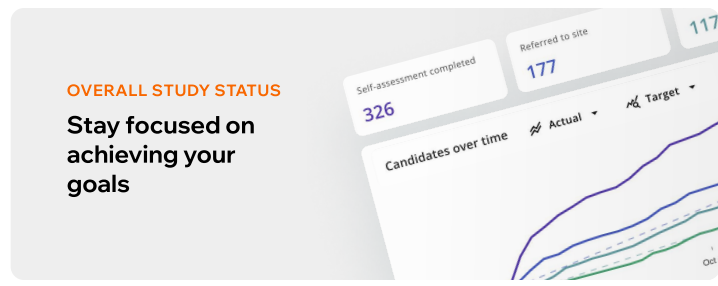 OVERALL STUDY STATUS
Stay focused on
achieving your
goals
Self-assessment completed
326
Referred to site
177
117
Candidates over time
Actual
Target
Oct